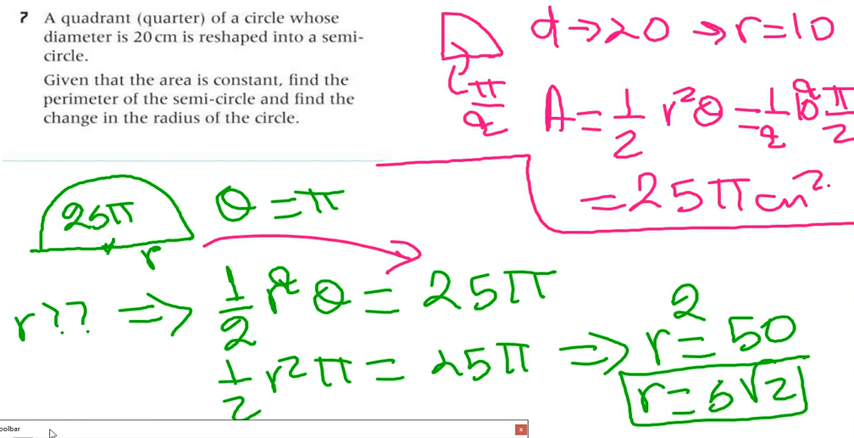 7 A quadrant (quarter) of a circle whose
diameter is 20 cm is reshaped into a semi-
circle.
Given that the area is constant, find the
perimeter of the semi-circle and find the
change in the radius of the circle.
d → 20 → r = 10
π/2
A = 1/2 r² θ = 1/2 10² π/2
= 25π cm².
25π
r
θ = π
r ?? ⇒ 1/2 r² θ = 25π
1/2 r² π = 25π ⇒ r² = 50
r = 5√2
oolbar
x